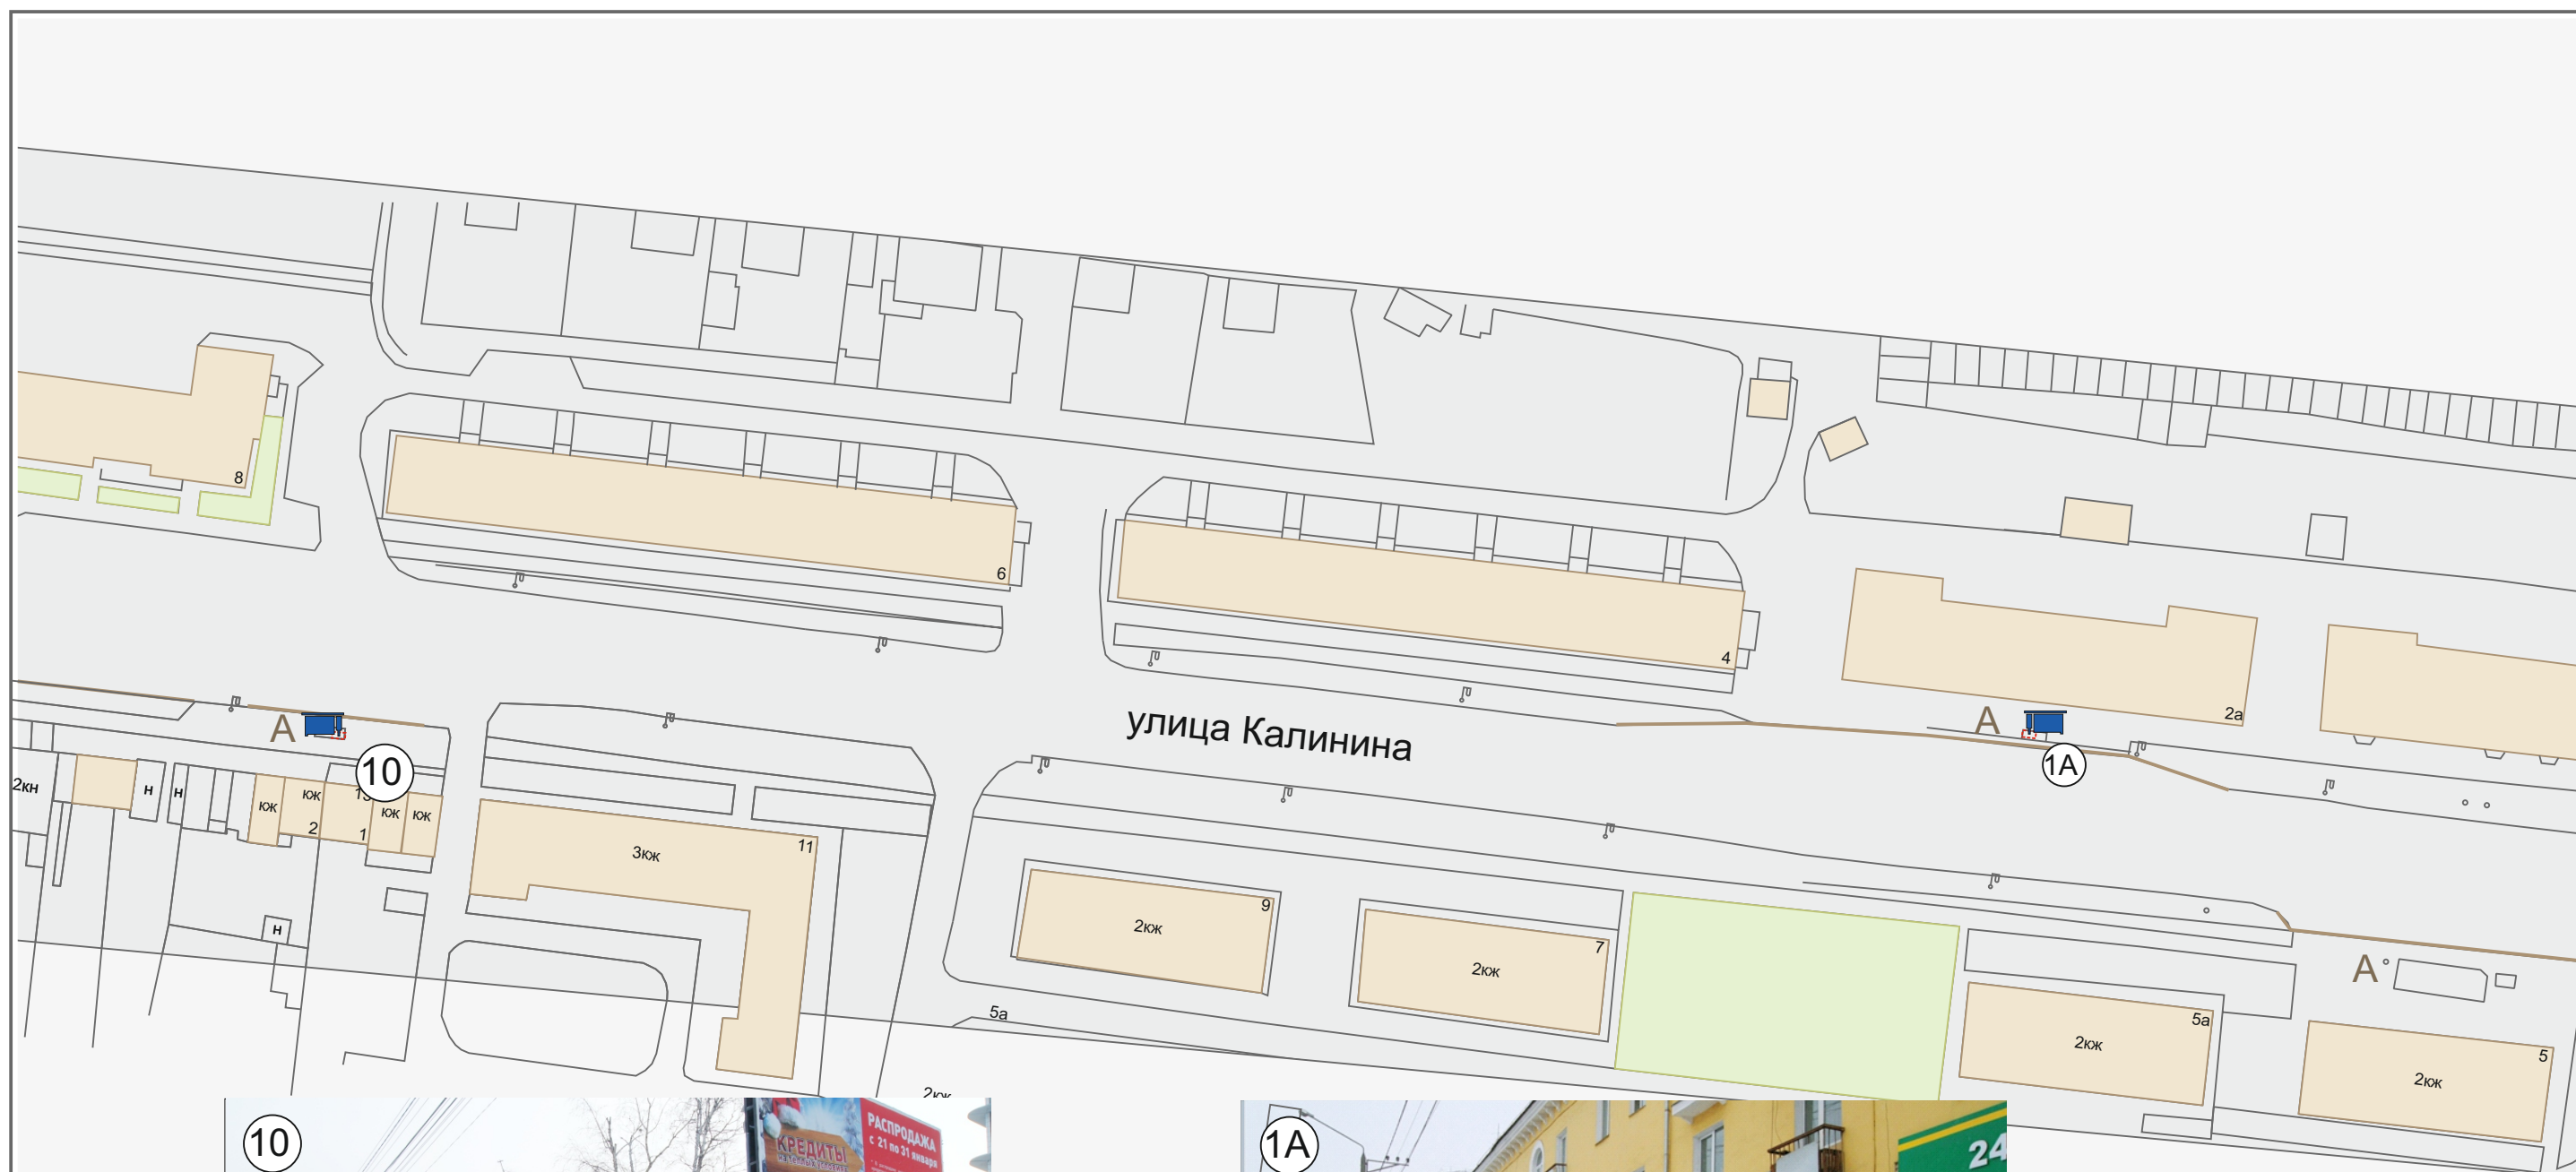 8
6
4
2а
улица Калинина
А
10
А
1А
2кн
н
н
кж
кж
2
1
кж
кж
11
3кж
н
9
2кж
7
2кж
5а
5а
2кж
А
5
2кж
2кж
10
КРЕДИТЫ
РАСПРОДАЖА
с 21 по 31 января
1А
24